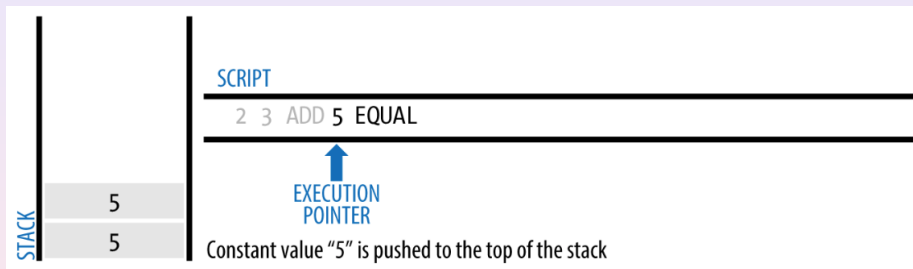 SCRIPT
2 3 ADD 5 EQUAL
EXECUTION
POINTER
5
5
STACK
Constant value “5” is pushed to the top of the stack